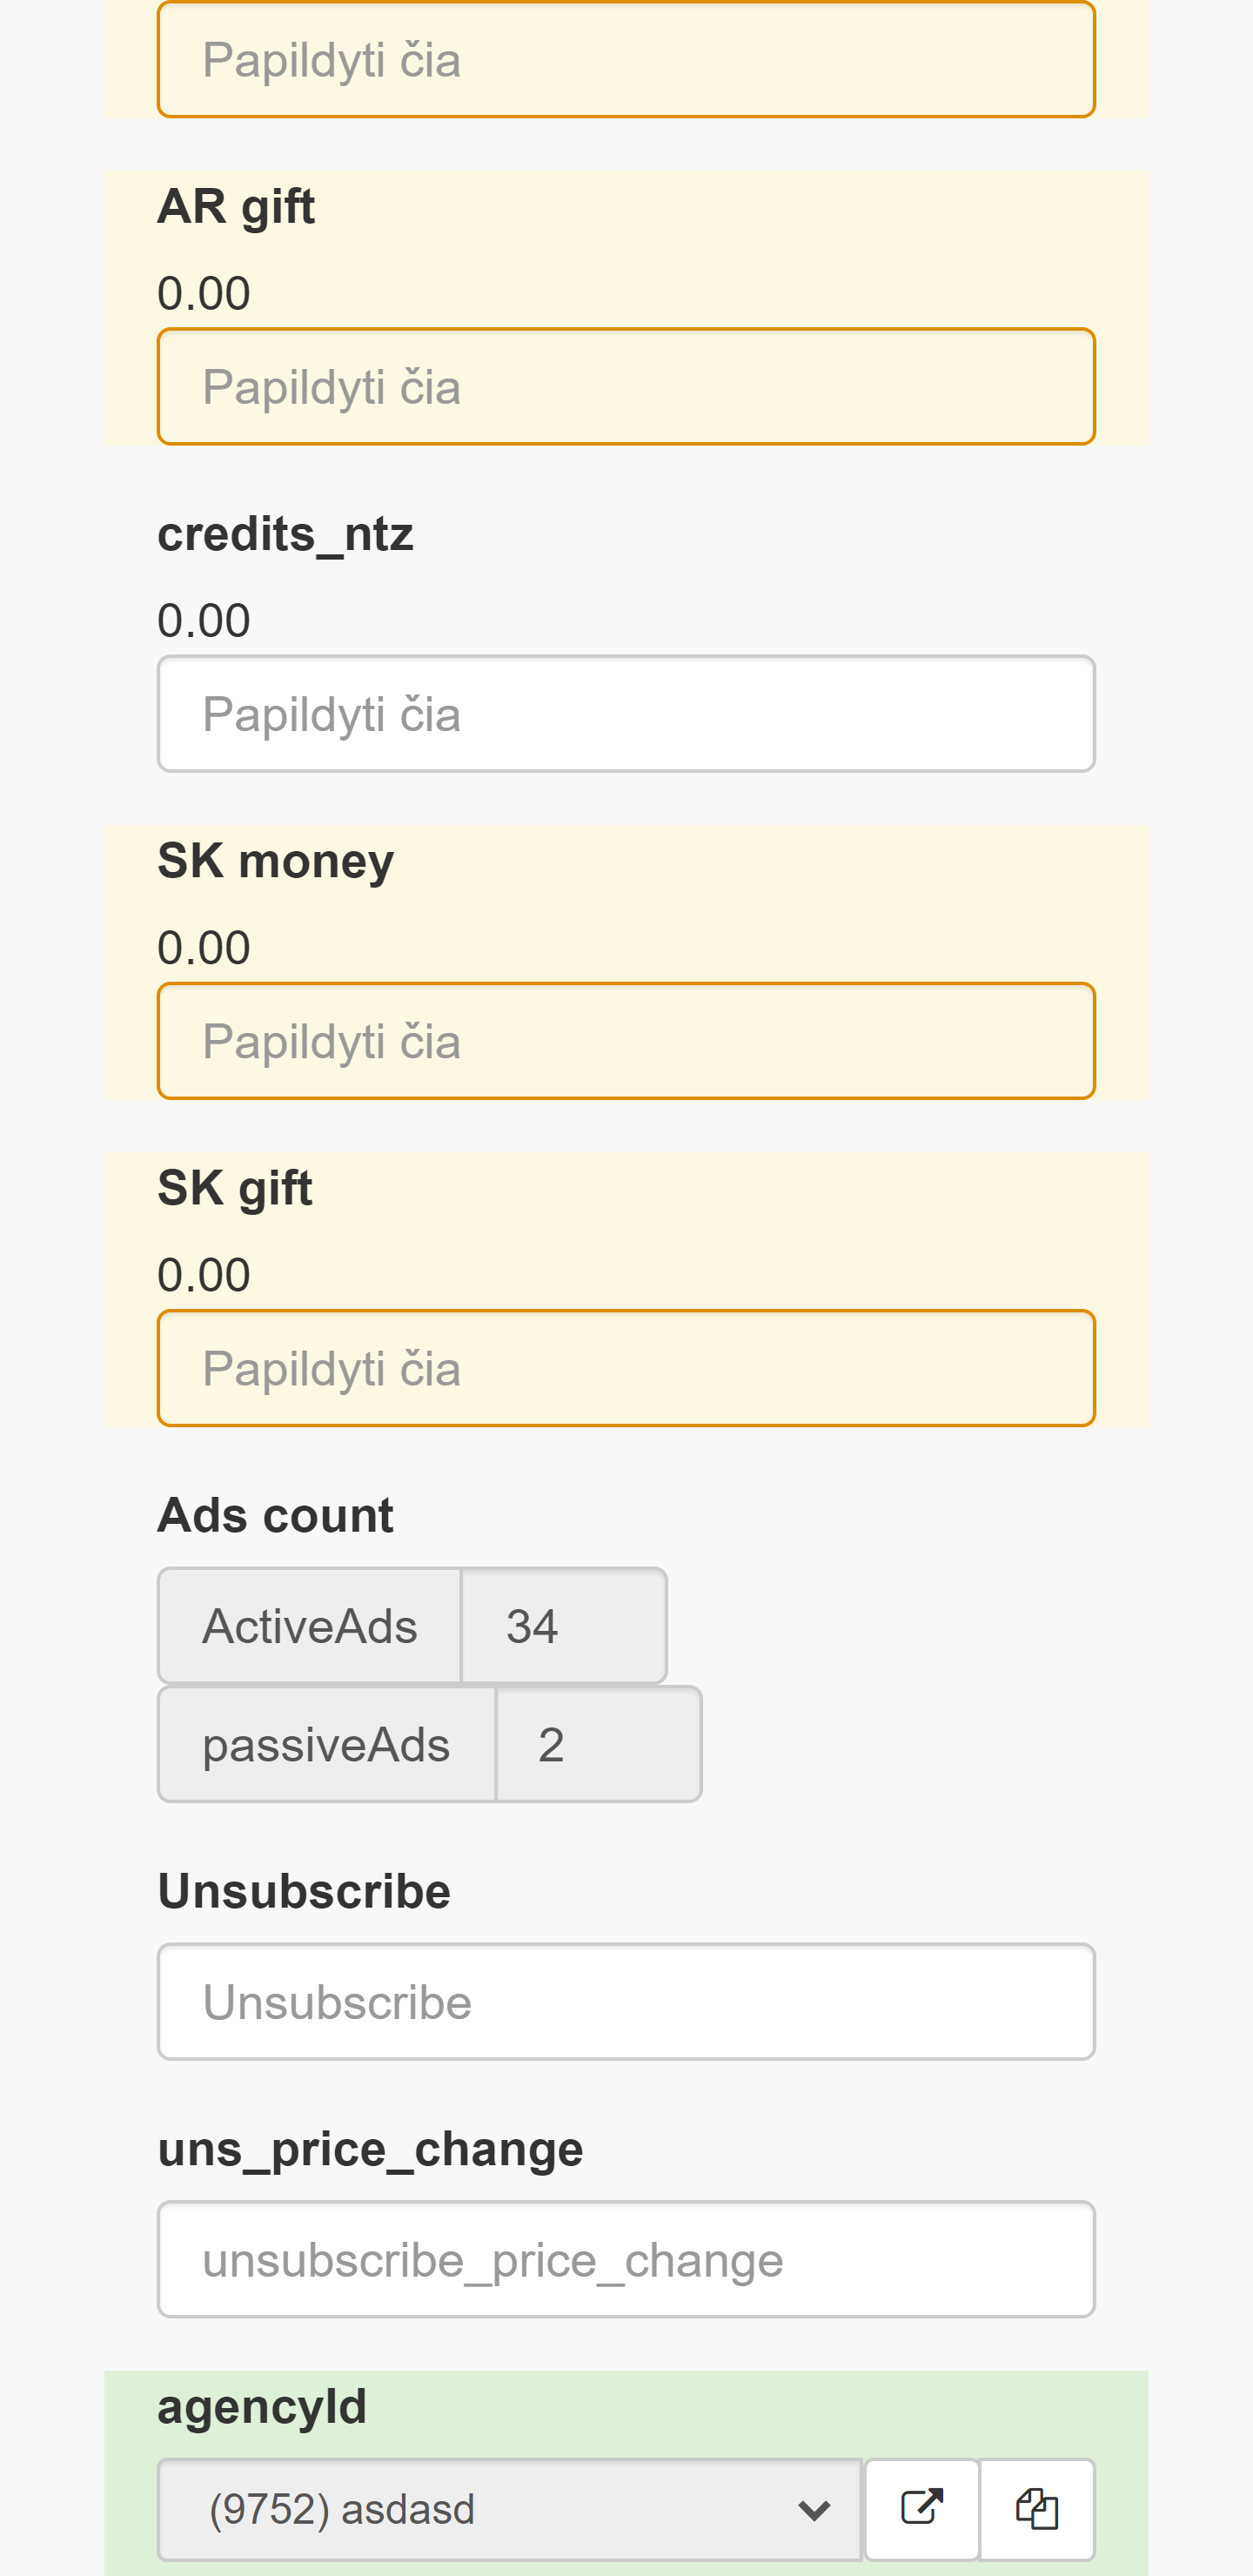 Papildyti čia
AR gift
0.00
Papildyti čia
credits_ntz
0.00
Papildyti čia
SK money
0.00
Papildyti čia
SK gift
0.00
Papildyti čia
Ads count
ActiveAds 34
passiveAds 2
Unsubscribe
Unsubscribe
uns_price_change
unsubscribe_price_change
agencyId
(9752) asdasd